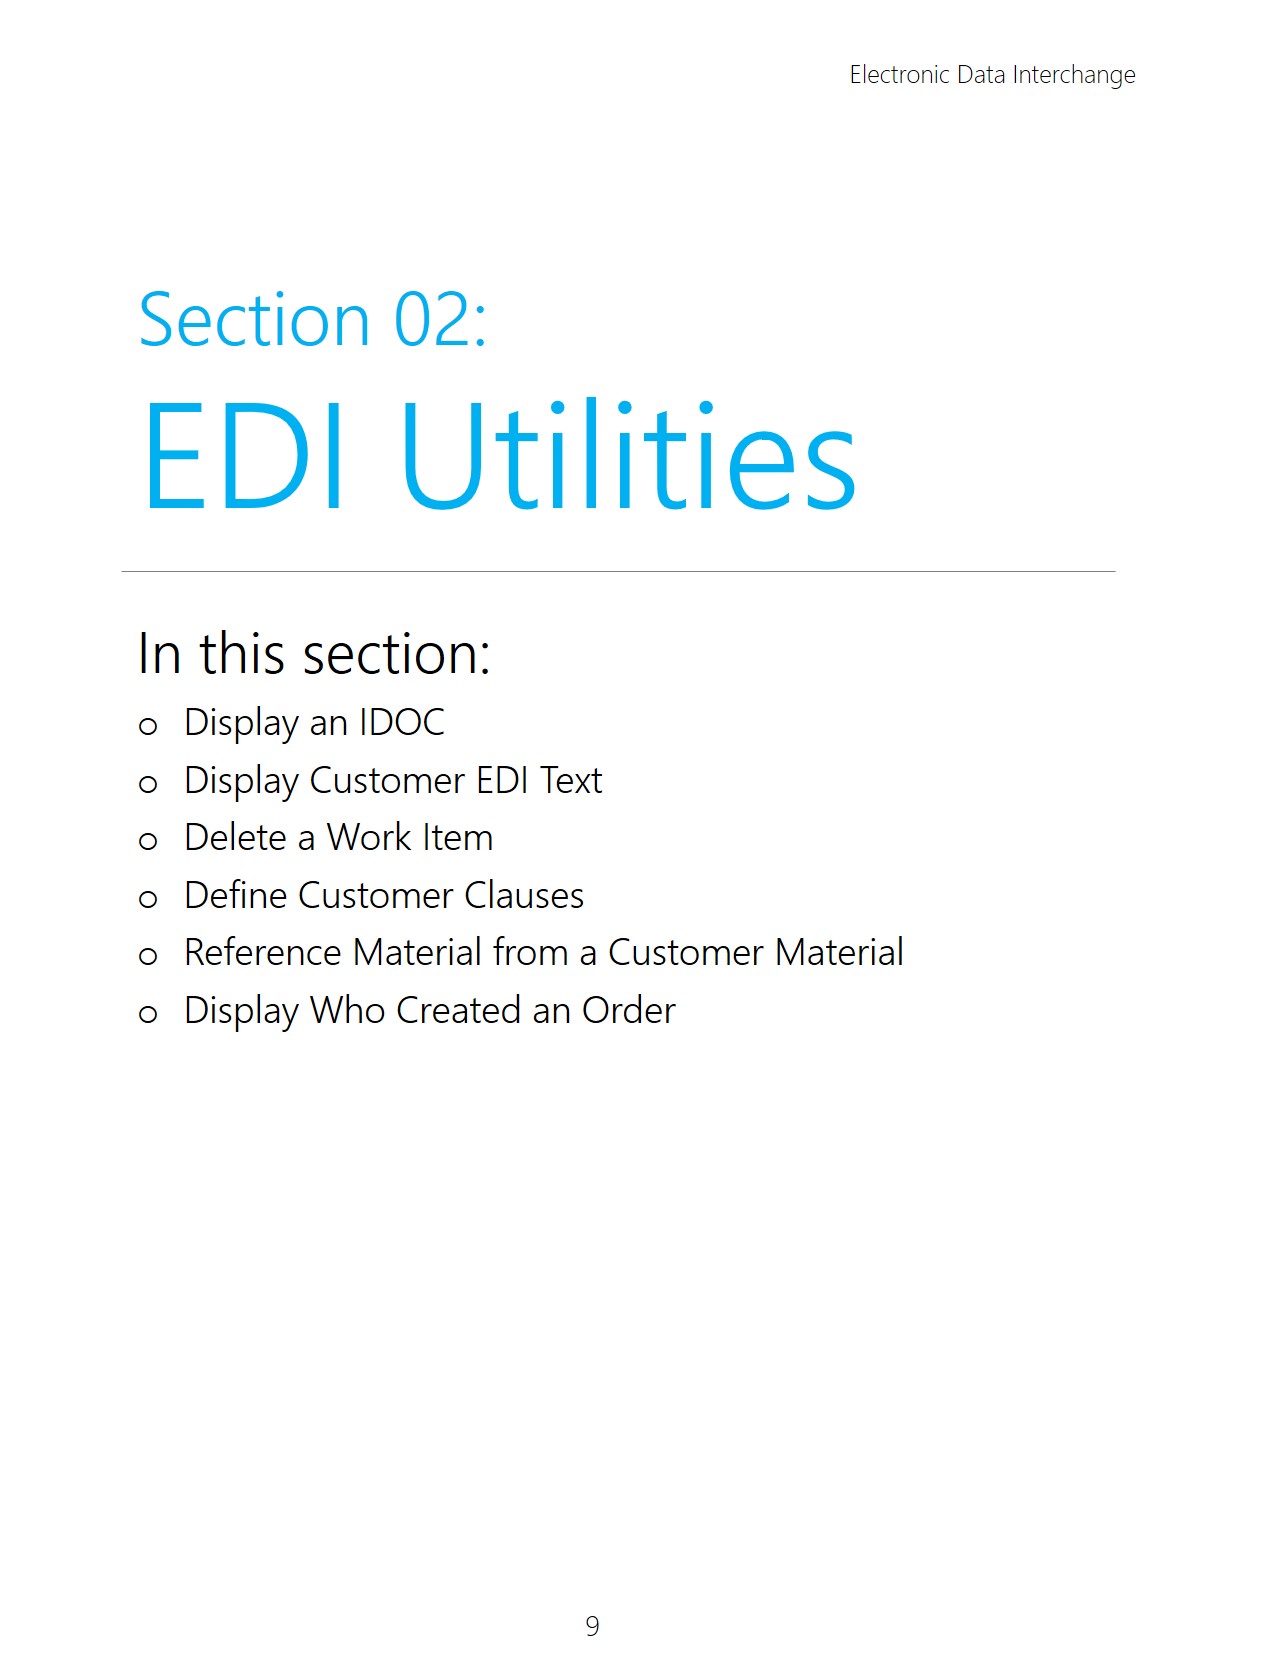 Electronic Data Interchange
Section 02:
EDI Utilities
In this section:
o Display an IDOC
o Display Customer EDI Text
o Delete a Work Item
o Define Customer Clauses
o Reference Material from a Customer Material
o Display Who Created an Order
9